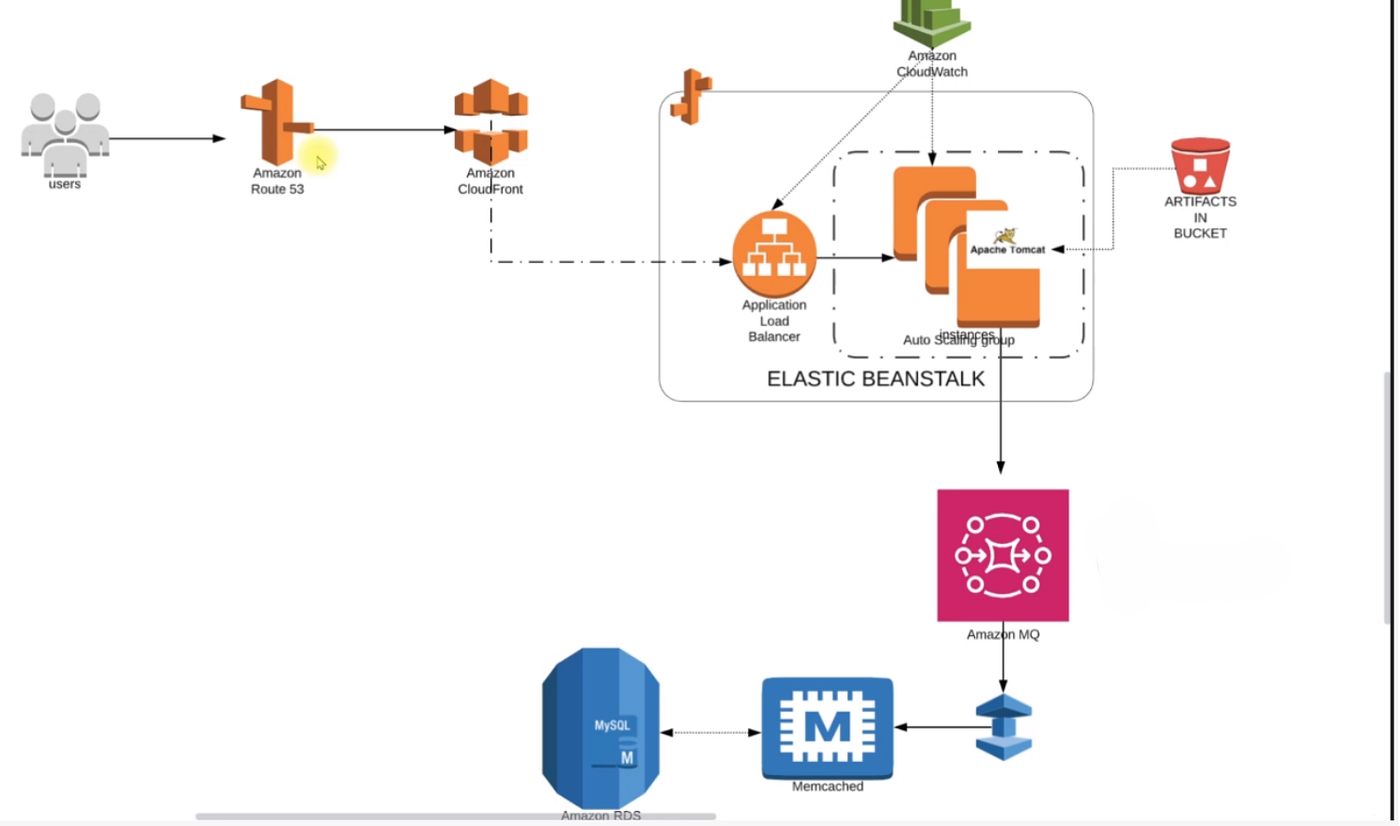 Amazon
CloudWatch
users
Amazon
Route 53
Amazon
CloudFront
ARTIFACTS
IN
BUCKET
Apache Tomcat
Application
Load
Balancer
instances
Auto Scaling group
ELASTIC BEANSTALK
Amazon MQ
MySQL
M
M
Memcached
Amazon RDS